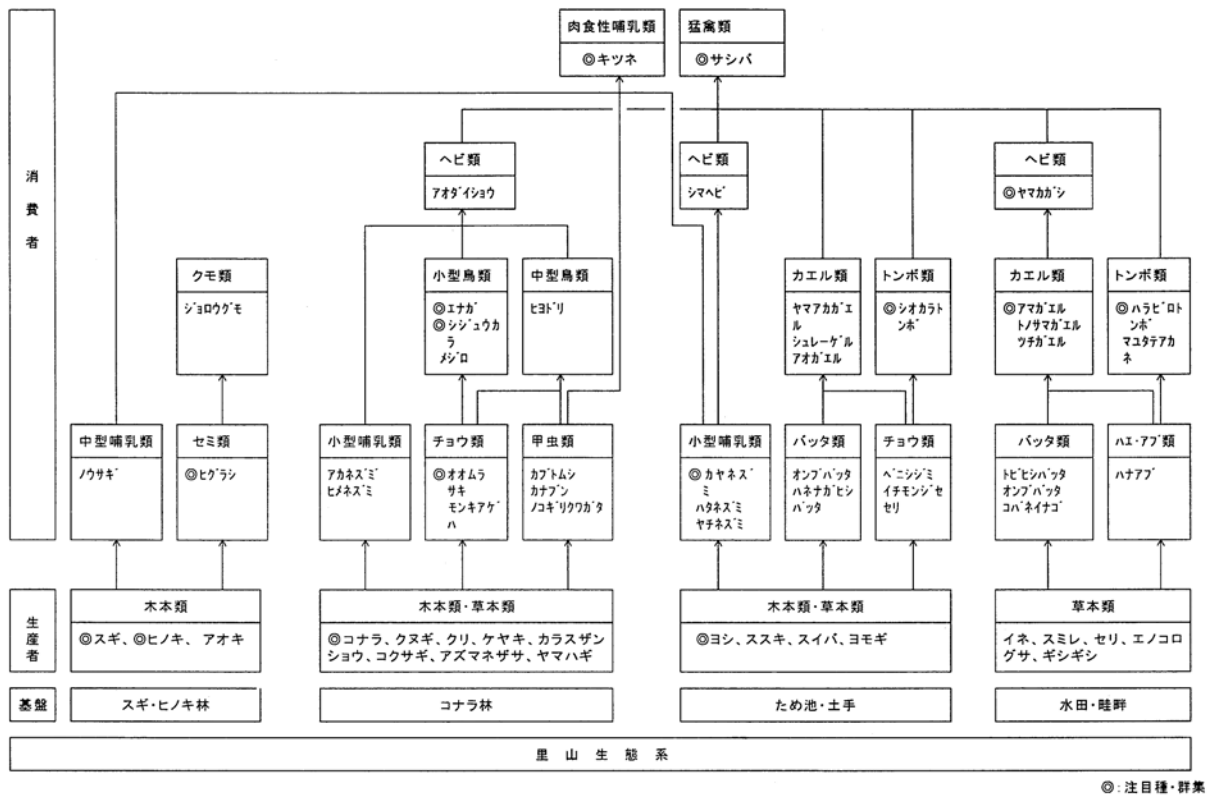 肉食性哺乳類
◎キツネ
猛禽類
◎サシバ
消費者
ヘビ類
アオダイショウ
ヘビ類
シマヘビ
ヘビ類
◎ヤマカガシ
クモ類
ジョロウグモ
小型鳥類
◎エナガ
◎シジュウカ
ラ
メジロ
中型鳥類
ヒヨドリ
カエル類
ヤマアカガエ
ル
シュレーゲル
アオガエル
トンボ類
◎シオカラト
ンボ
カエル類
◎アマガエル
トノサマガエル
ツチガエル
トンボ類
◎ハラビロト
ンボ
マユタテアカ
ネ
中型哺乳類
ノウサギ
セミ類
◎ヒグラシ
小型哺乳類
アカネズミ
ヒメネズミ
チョウ類
◎オオムラ
サキ
モンキアゲ
ハ
甲虫類
カブトムシ
カナブン
ノコギリクワガタ
小型哺乳類
◎カヤネズ
ミ
ハタネズミ
ヤチネズミ
バッタ類
オンブバッタ
ハネナガヒシ
バッタ
チョウ類
ベニシジミ
イチモンジセ
セリ
バッタ類
トビヒシバッタ
オンブバッタ
コバネイナゴ
ハエ・アブ類
ハナアブ
生産者
木本類
◎スギ、◎ヒノキ、アオキ
木本類・草本類
◎コナラ、クヌギ、クリ、ケヤキ、カラスザン
ショウ、コクサギ、アズマネザサ、ヤマハギ
木本類・草本類
◎ヨシ、ススキ、スイバ、ヨモギ
草本類
イネ、スミレ、セリ、エノコロ
グサ、ギシギシ
基盤
スギ・ヒノキ林
コナラ林
ため池・土手
水田・畦畔
里山生態系
◎:注目種・群集